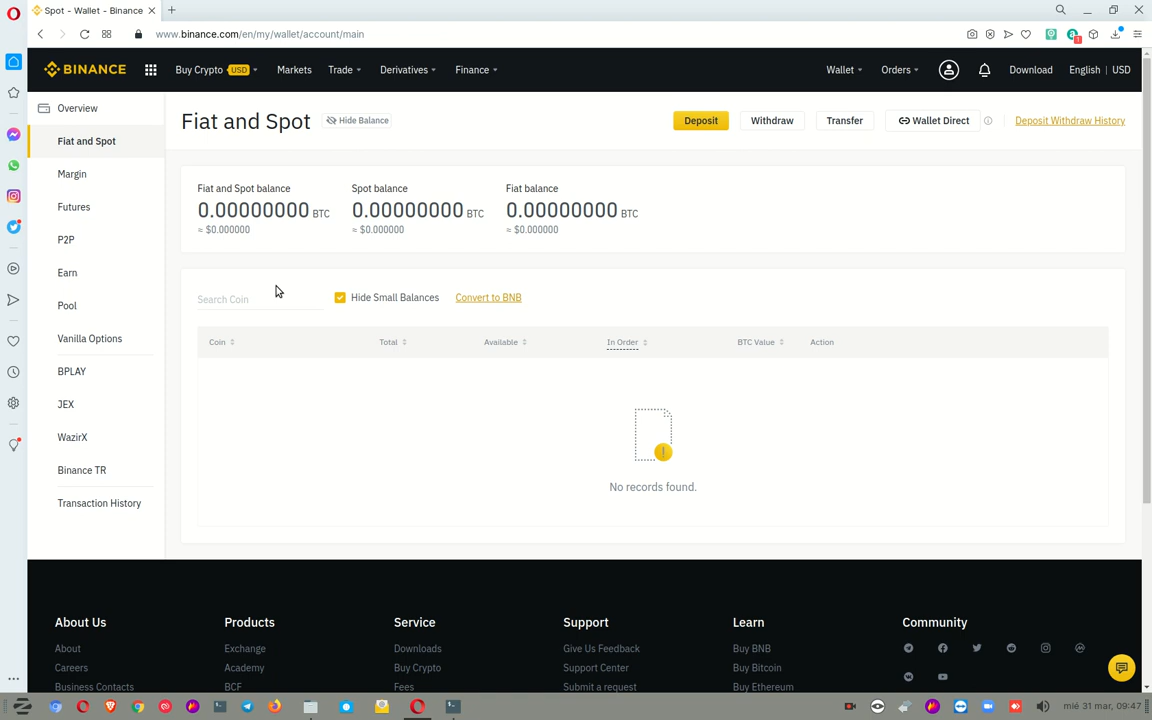 Spot - Wallet - Binance
www.binance.com/en/my/wallet/account/main
1
BINANCE
Buy Crypto USD
Markets
Trade
Derivatives
Finance
Wallet
Orders
Download
English | USD
Overview
Fiat and Spot
Margin
Futures
P2P
Earn
Pool
Vanilla Options
BPLAY
JEX
WazirX
Binance TR
Transaction History
Fiat and Spot
Hide Balance
Deposit
Withdraw
Transfer
Wallet Direct
Deposit Withdraw History
Fiat and Spot balance
0.00000000 BTC
≈ $0.000000
Spot balance
0.00000000 BTC
≈ $0.000000
Fiat balance
0.00000000 BTC
≈ $0.000000
Search Coin
Hide Small Balances
Convert to BNB
Coin
Total
Available
In Order
BTC Value
Action
No records found.
About Us
About
Careers
Business Contacts
Products
Exchange
Academy
BCF
Service
Downloads
Buy Crypto
Fees
Support
Give Us Feedback
Support Center
Submit a request
Learn
Buy BNB
Buy Bitcoin
Buy Ethereum
Community
mié 31 mar, 09:47